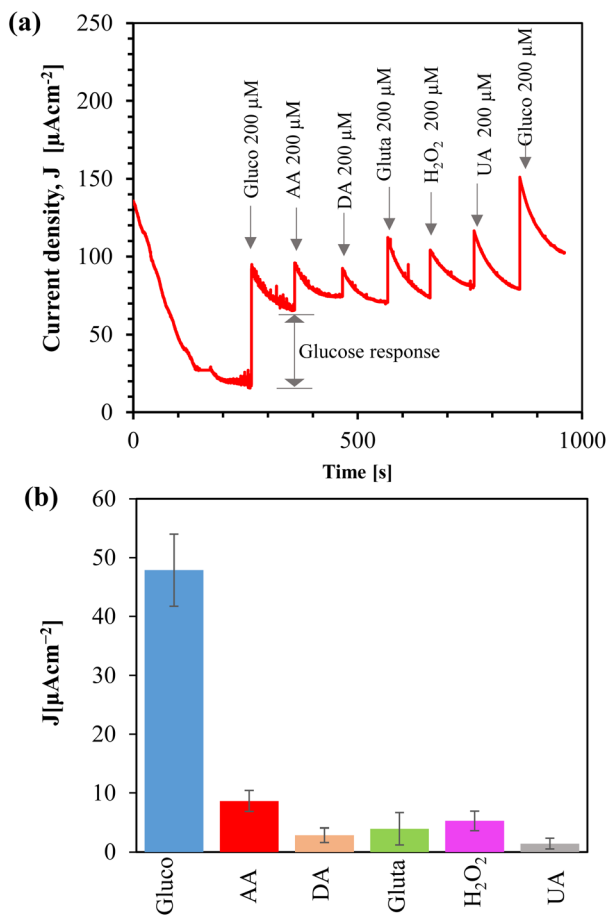 (a)
Current density, J [µAcm⁻²]
250
200
150
100
50
0
Gluco 200 µM
AA 200 µM
DA 200 µM
Gluta 200 µM
H₂O₂ 200 µM
UA 200 µM
Gluco 200 µM
Glucose response
0
500
1000
Time [s]
(b)
J[µAcm⁻²]
60
50
40
30
20
10
0
Gluco
AA
DA
Gluta
H₂O₂
UA